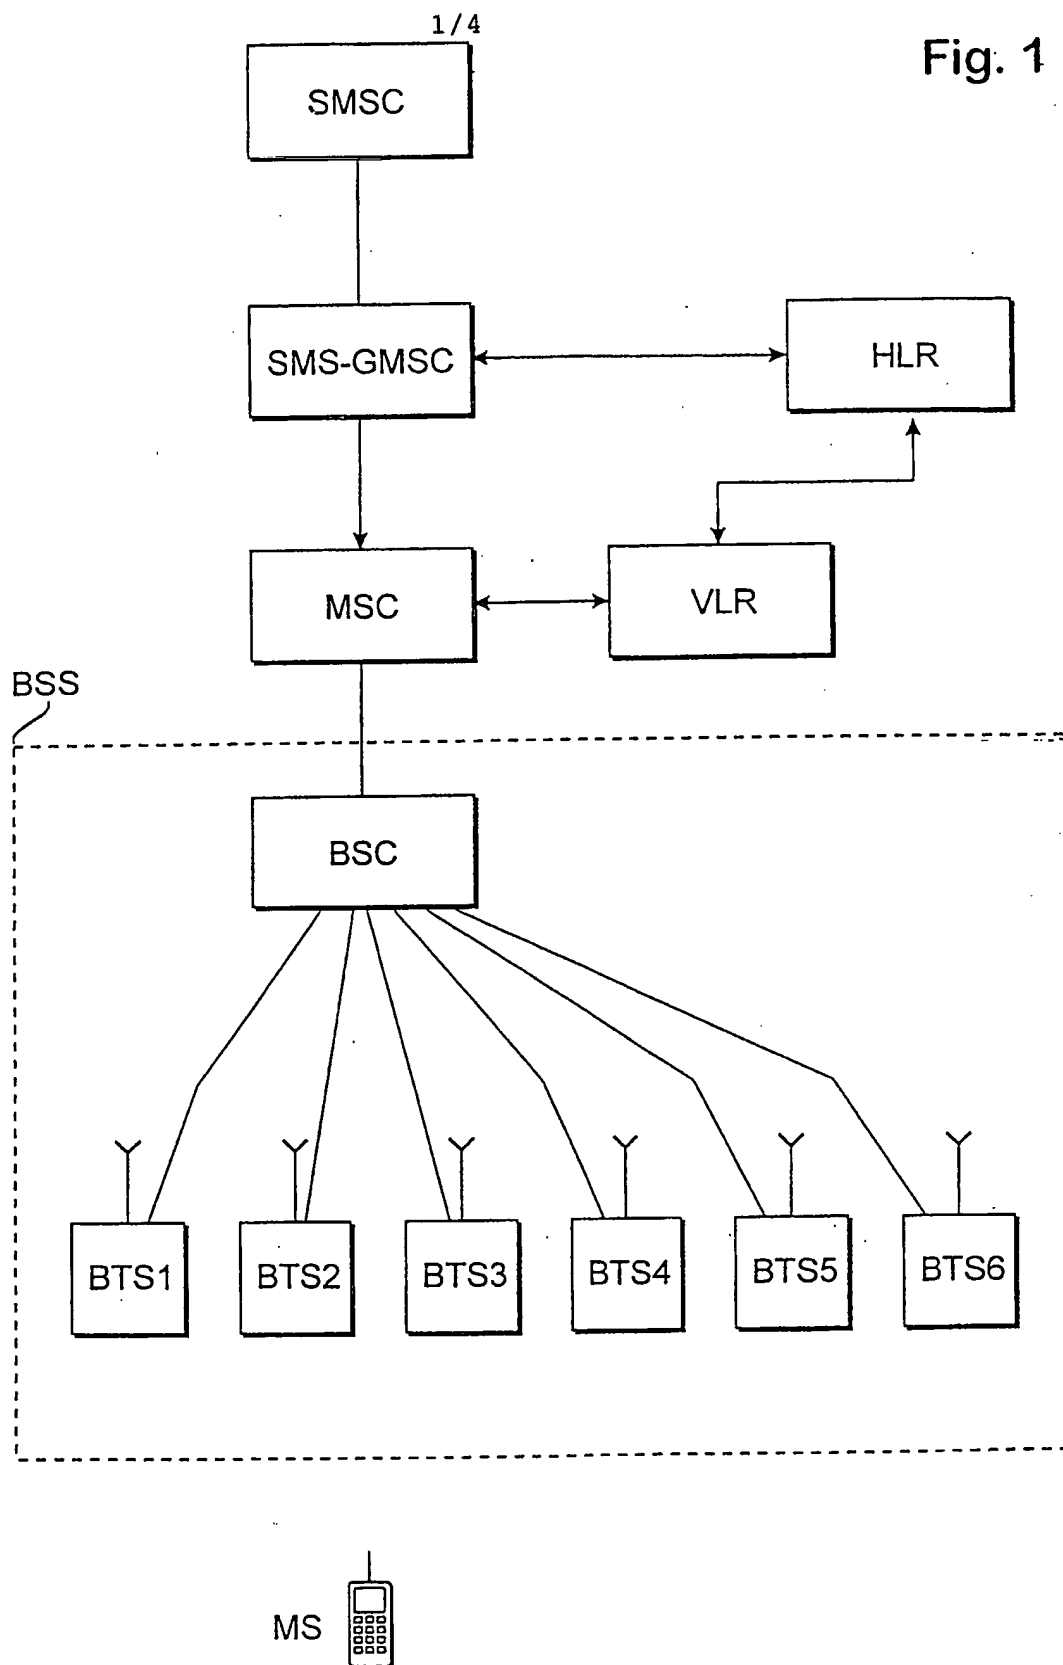 1/4
Fig. 1
SMSC
SMS-GMSC
HLR
MSC
VLR
BSS
BSC
BTS1
BTS2
BTS3
BTS4
BTS5
BTS6
MS